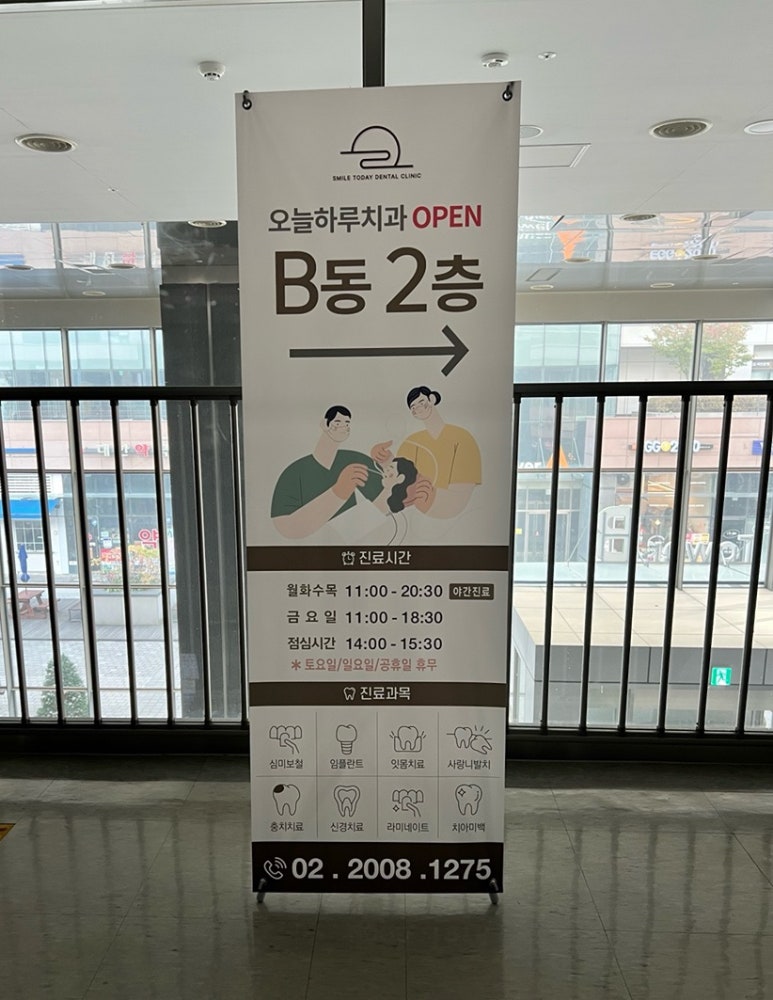 SMILE TODAY DENTAL CLINIC
오늘하루치과 OPEN
B동 2층
진료시간
월화수목 11:00 - 20:30 야간진료
금요일 11:00 - 18:30
점심시간 14:00 - 15:30
* 토요일/일요일/공휴일 휴무
진료과목
심미보철 임플란트 잇몸치료 사랑니발치
충치치료 신경치료 라미네이트 치아미백
02 . 2008 .1275